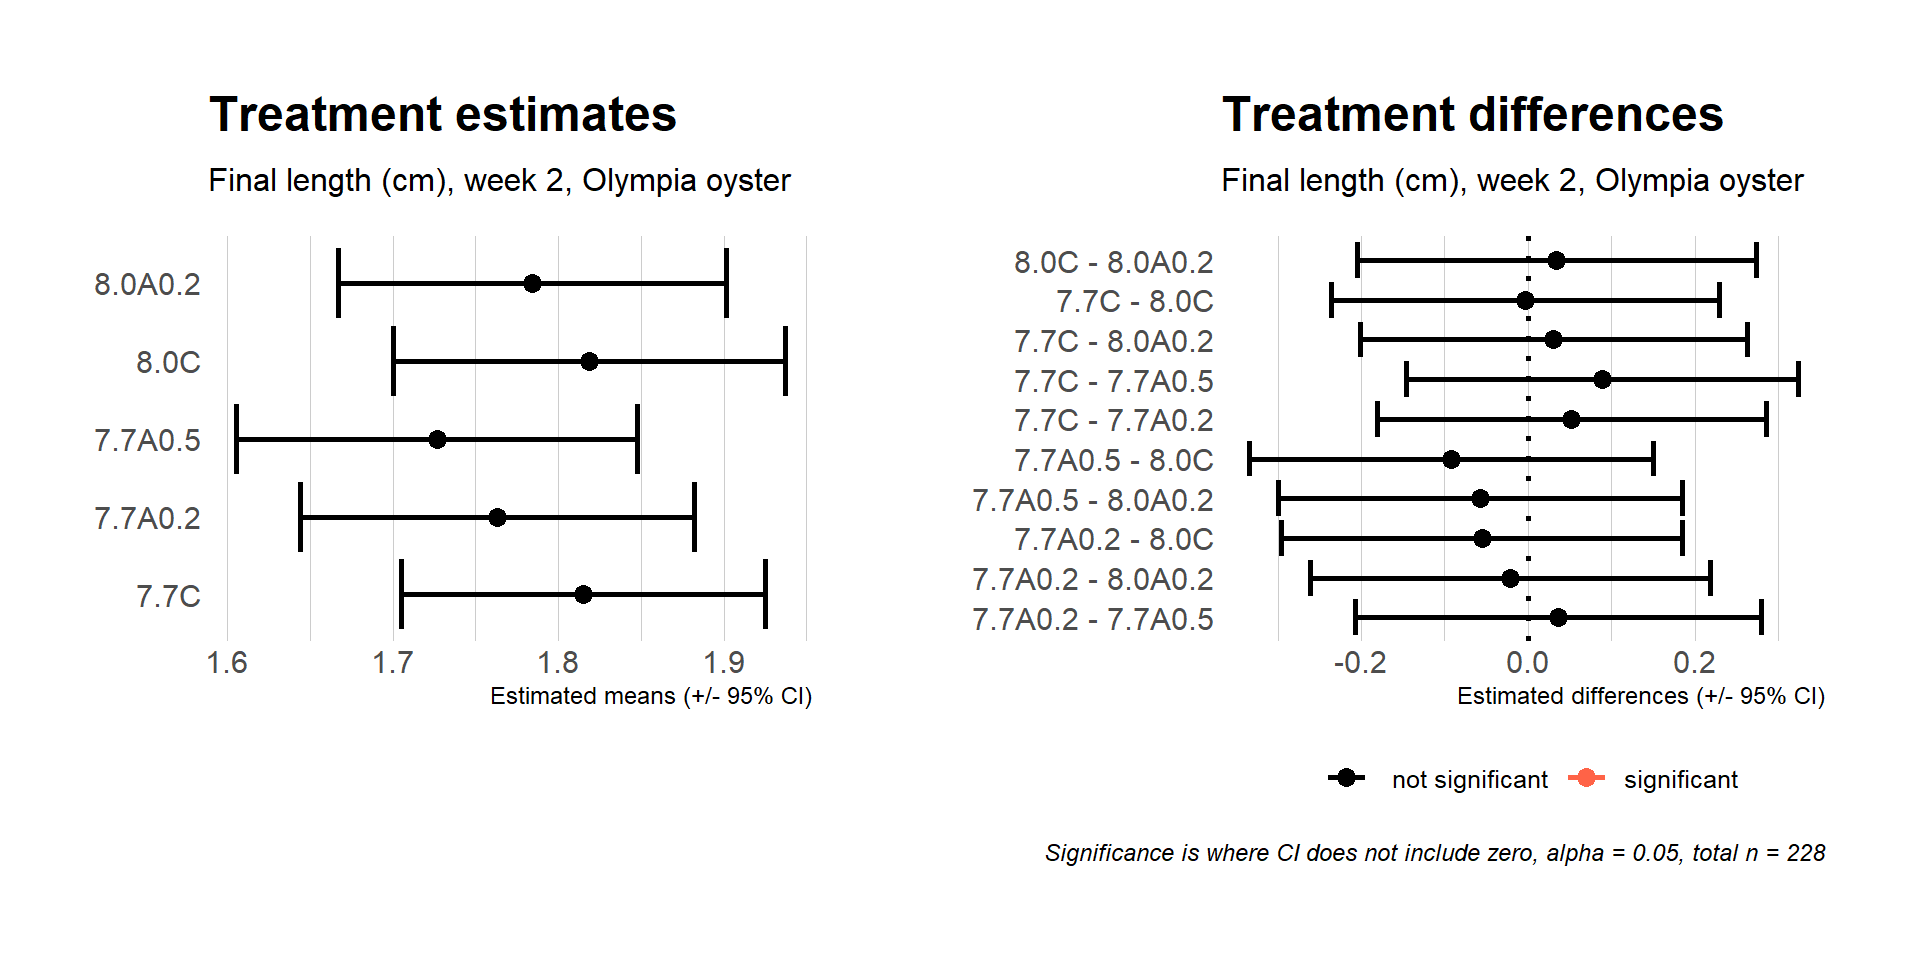 Treatment estimates
Final length (cm), week 2, Olympia oyster
8.0A0.2
8.0C
7.7A0.5
7.7A0.2
7.7C
1.6 1.7 1.8 1.9
Estimated means (+/- 95% CI)
Treatment differences
Final length (cm), week 2, Olympia oyster
8.0C - 8.0A0.2
7.7C - 8.0C
7.7C - 8.0A0.2
7.7C - 7.7A0.5
7.7C - 7.7A0.2
7.7A0.5 - 8.0C
7.7A0.5 - 8.0A0.2
7.7A0.2 - 8.0C
7.7A0.2 - 8.0A0.2
7.7A0.2 - 7.7A0.5
-0.2 0.0 0.2
Estimated differences (+/- 95% CI)
not significant significant
Significance is where CI does not include zero, alpha = 0.05, total n = 228